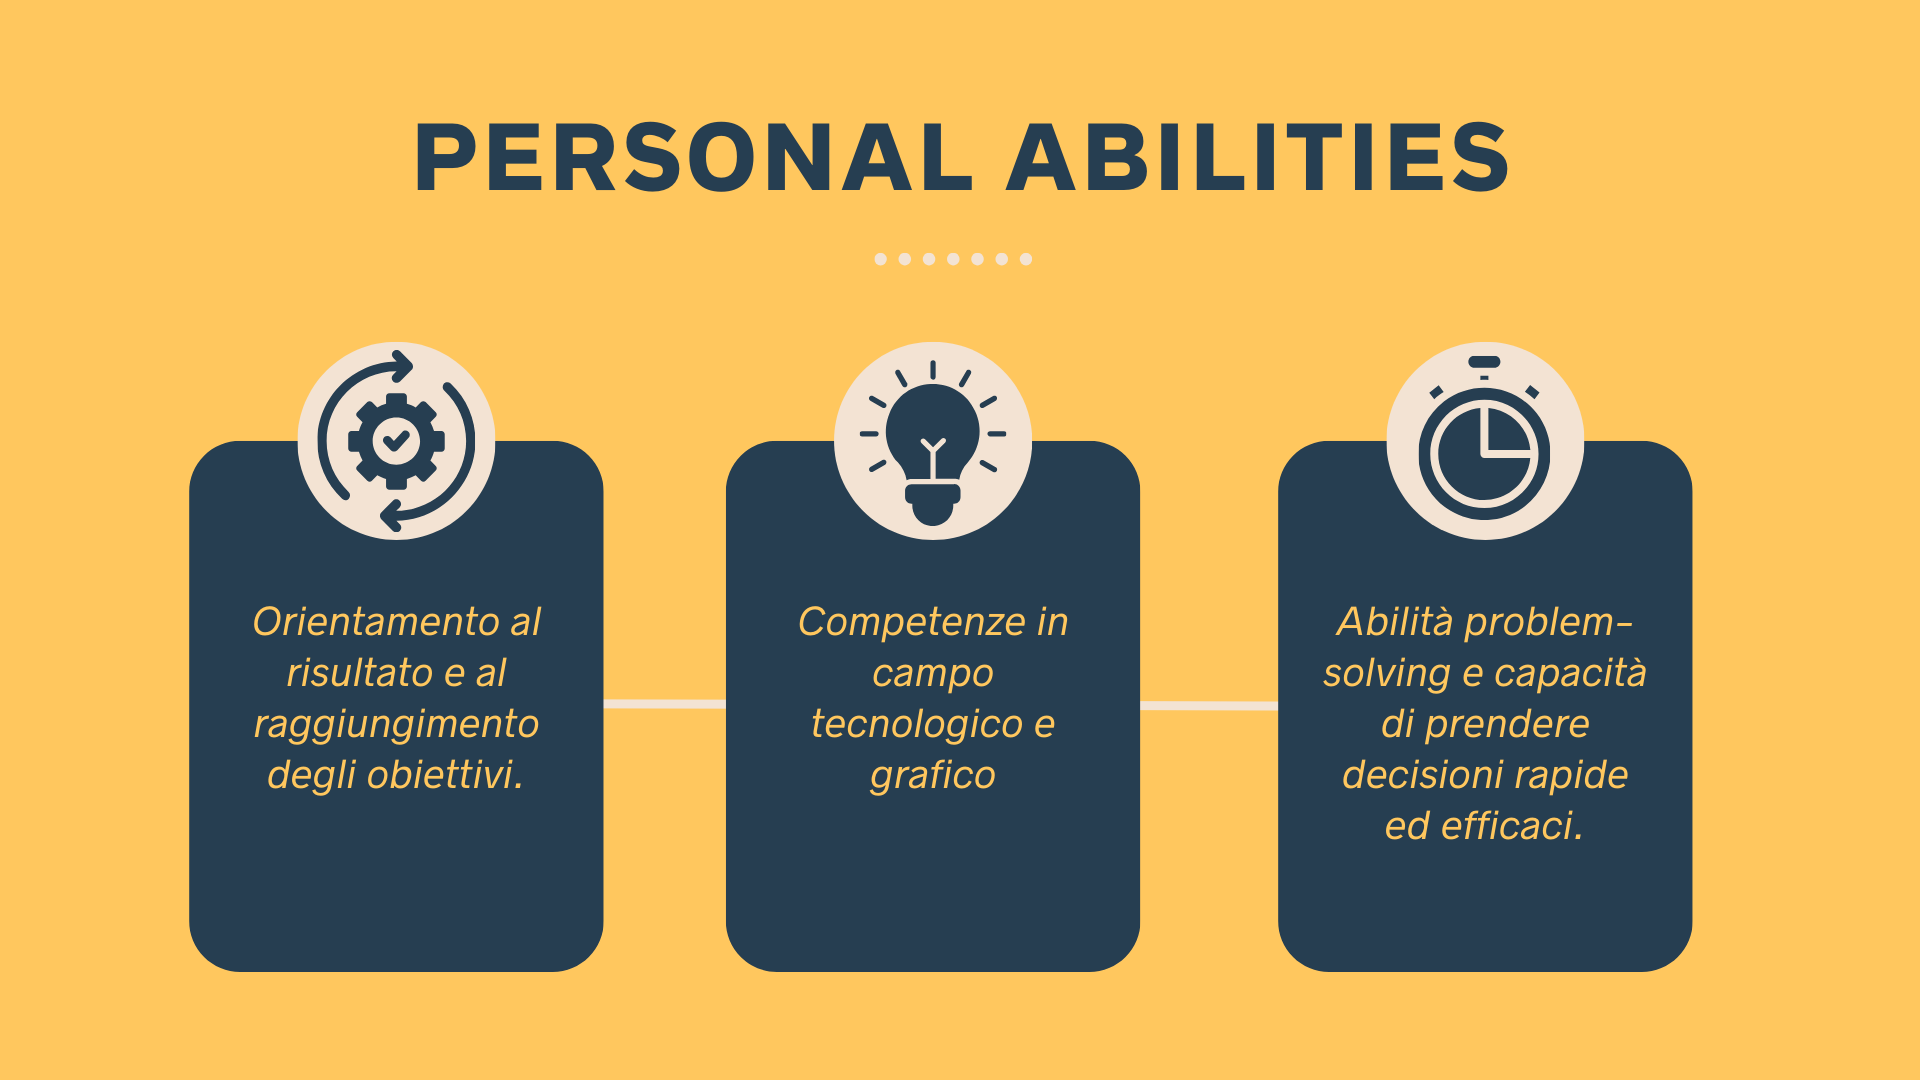 PERSONAL ABILITIES
Orientamento al
risultato e al
raggiungimento
degli obiettivi.
Competenze in
campo
tecnologico e
grafico
Abilità problem-
solving e capacità
di prendere
decisioni rapide
ed efficaci.